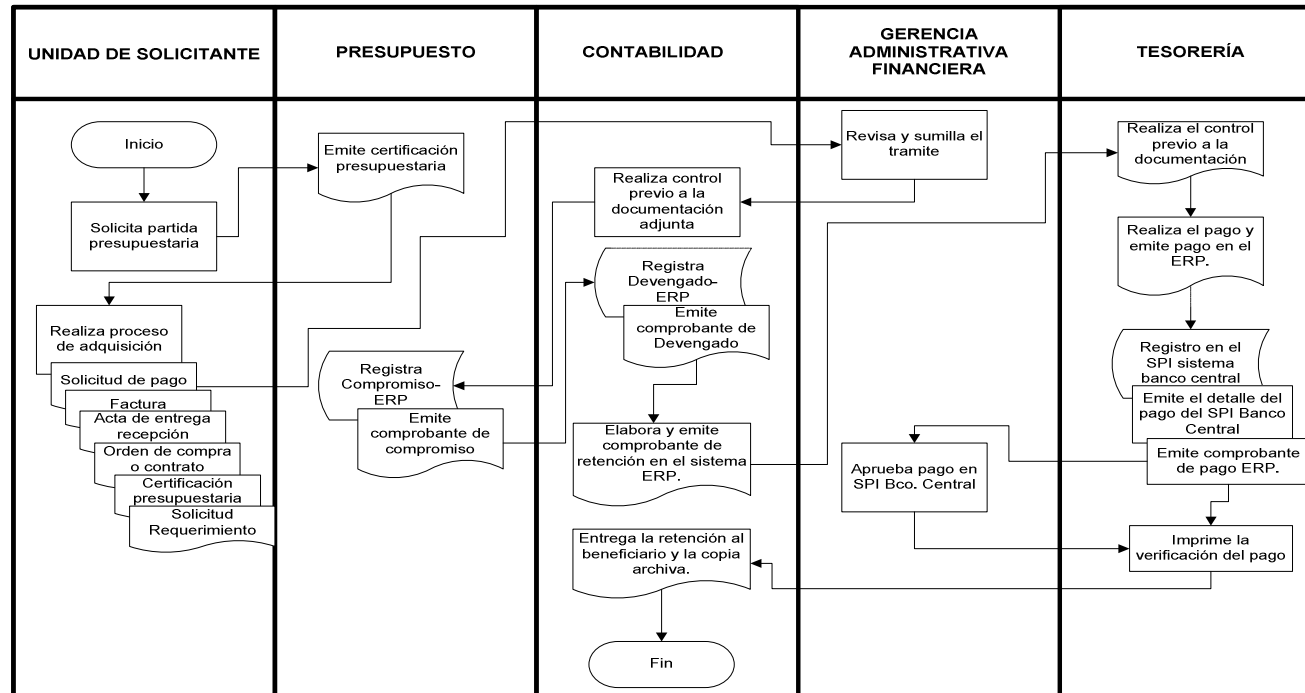 UNIDAD DE SOLICITANTE
PRESUPUESTO
CONTABILIDAD
GERENCIA
ADMINISTRATIVA
FINANCIERA
TESORERÍA
Inicio
Solicita partida
presupuestaria
Realiza proceso
de adquisición
Solicitud de pago
Factura
Acta de entrega
recepción
Orden de compra
o contrato
Certificación
presupuestaria
Solicitud
Requerimiento
Emite certificación
presupuestaria
Registra
Compromiso-
ERP
Emite
comprobante de
compromiso
Realiza control
previo a la
documentación
adjunta
Registra
Devengado-
ERP
Emite
comprobante de
Devengado
Elabora y emite
comprobante de
retención en el sistema
ERP.
Entrega la retención al
beneficiario y la copia
archiva.
Fin
Revisa y sumilla el
tramite
Aprueba pago en
SPI Bco. Central
Realiza el control
previo a la
documentación
Realiza el pago y
emite pago en el
ERP.
Registro en el
SPI sistema
banco central
Emite el detalle del
pago del SPI Banco
Central
Emite comprobante
de pago ERP.
Imprime la
verificación del pago